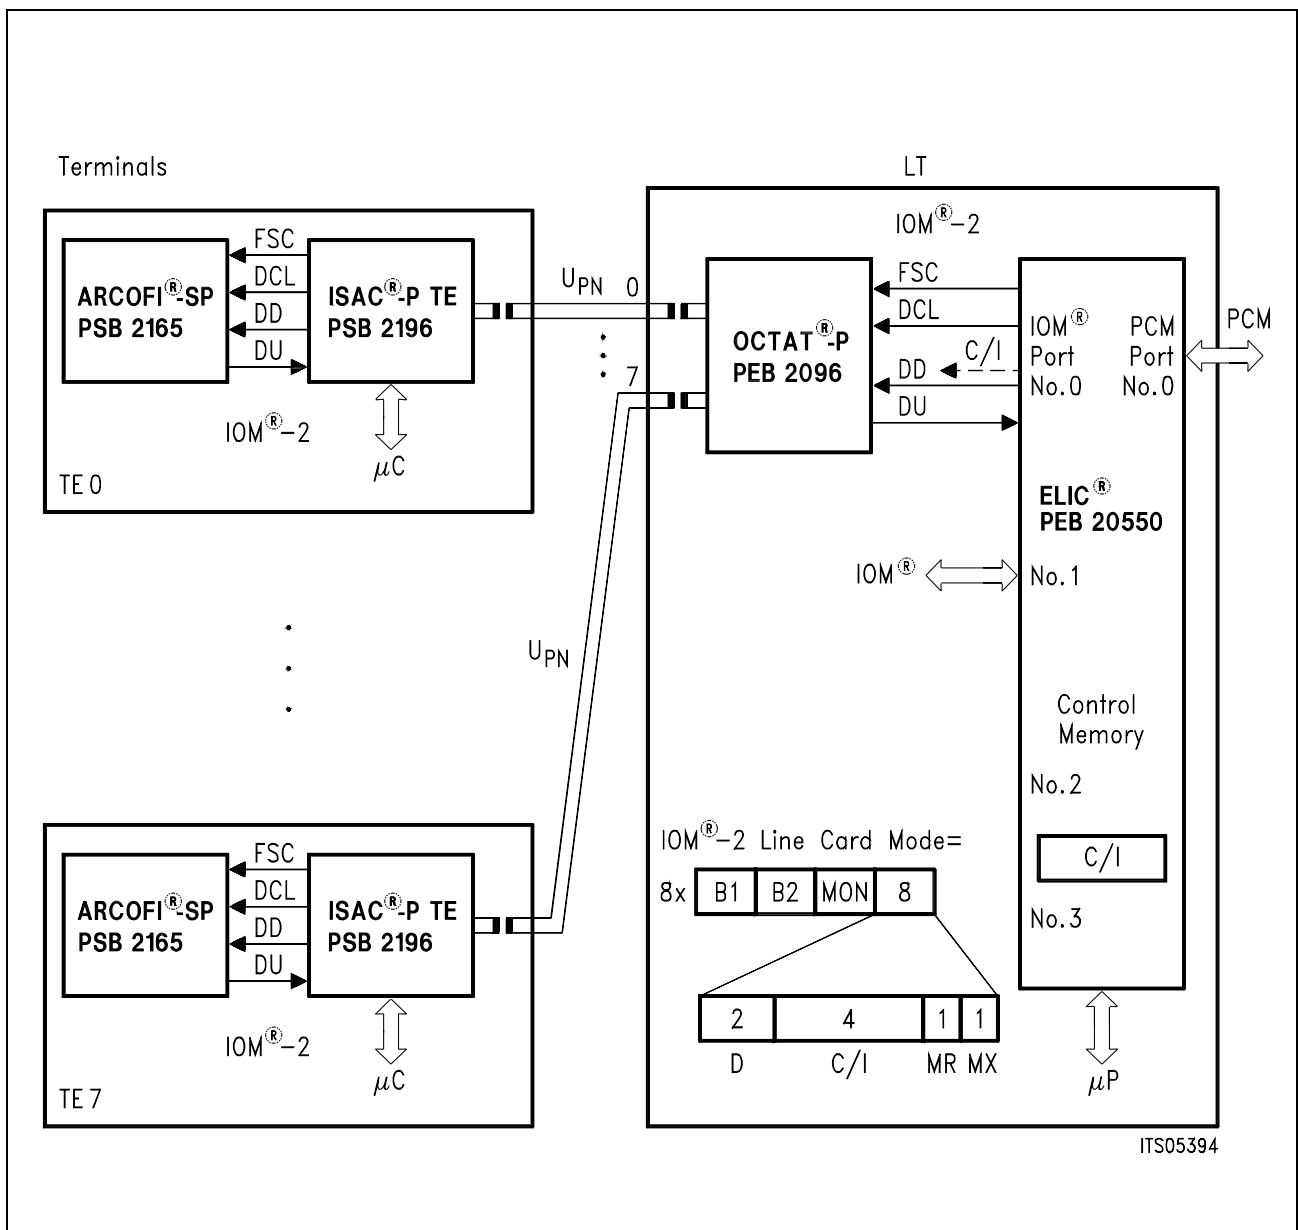 Terminals
LT
IOM®-2
FSC
DCL
DD
DU
ARCOFI®-SP
PSB 2165
ISAC®-P TE
PSB 2196
IOM®-2
μC
TE 0
UPN
0
7
OCTAT®-P
PEB 2096
FSC
DCL
C/I
DD
DU
IOM®
Port
No.0
PCM
Port
No.0
PCM
ELIC®
PEB 20550
IOM®
No.1
UPN
Control
Memory
No.2
C/I
No.3
IOM®-2 Line Card Mode=
8x B1 B2 MON 8
2 4 1 1
D C/I MR MX
μP
FSC
DCL
DD
DU
ARCOFI®-SP
PSB 2165
ISAC®-P TE
PSB 2196
IOM®-2
μC
TE 7
ITS05394